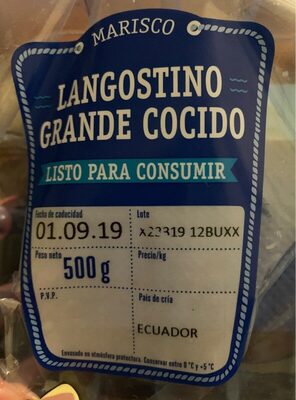 MARISCO
LANGOSTINO
GRANDE COCIDO
LISTO PARA CONSUMIR
Fecha de caducidad Lote
01.09.19 12BUXX
Peso neto Precio/kg
500 g
P.V.P. País de cría
ECUADOR
Envasado en atmósfera protectora. Conservar entre 0 °C y +5 °C